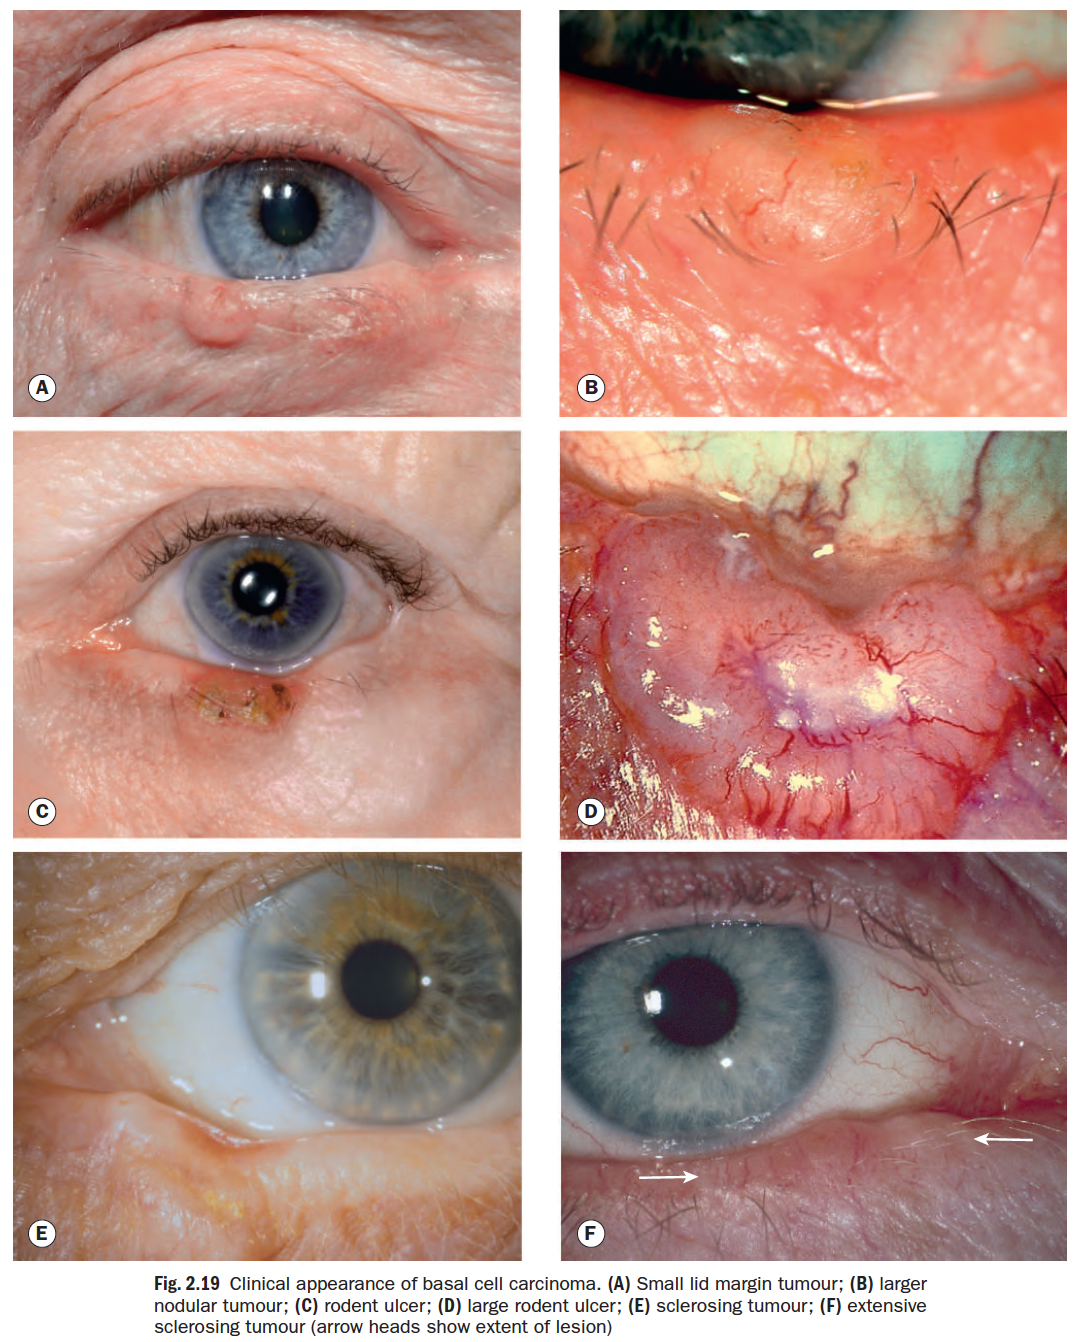 A
B
C
D
E
F
Fig. 2.19 Clinical appearance of basal cell carcinoma. (A) Small lid margin tumour; (B) larger
nodular tumour; (C) rodent ulcer; (D) large rodent ulcer; (E) sclerosing tumour; (F) extensive
sclerosing tumour (arrow heads show extent of lesion)